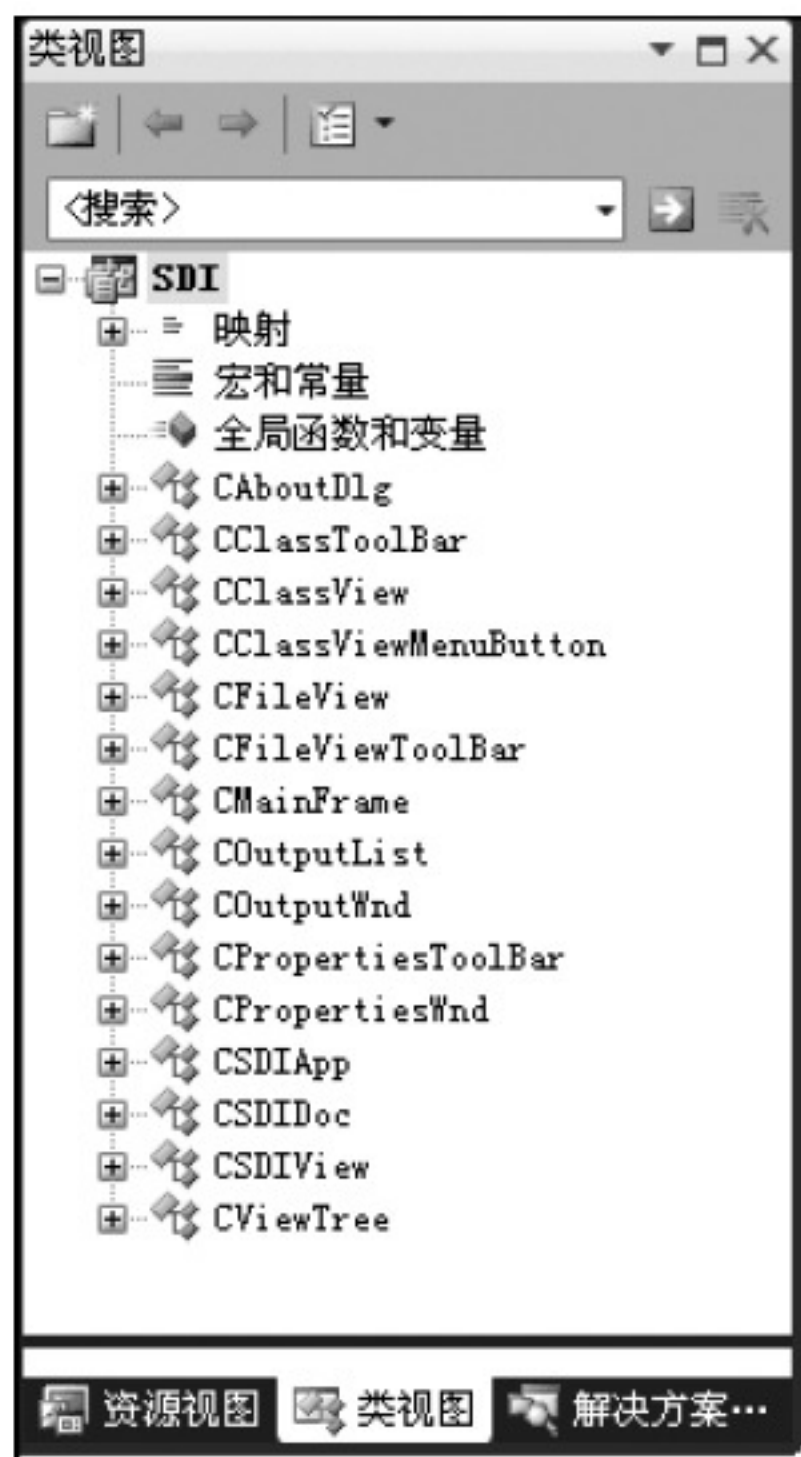 类视图
<搜索>
SDI
映射
宏和常量
全局函数和变量
CAboutDlg
CClassToolBar
CClassView
CClassViewMenuButton
CFileView
CFileViewToolBar
CMainFrame
COutputList
COutputWnd
CPropertiesToolBar
CPropertiesWnd
CSDIApp
CSDIDoc
CSDIView
CViewTree
资源视图 类视图 解决方案…